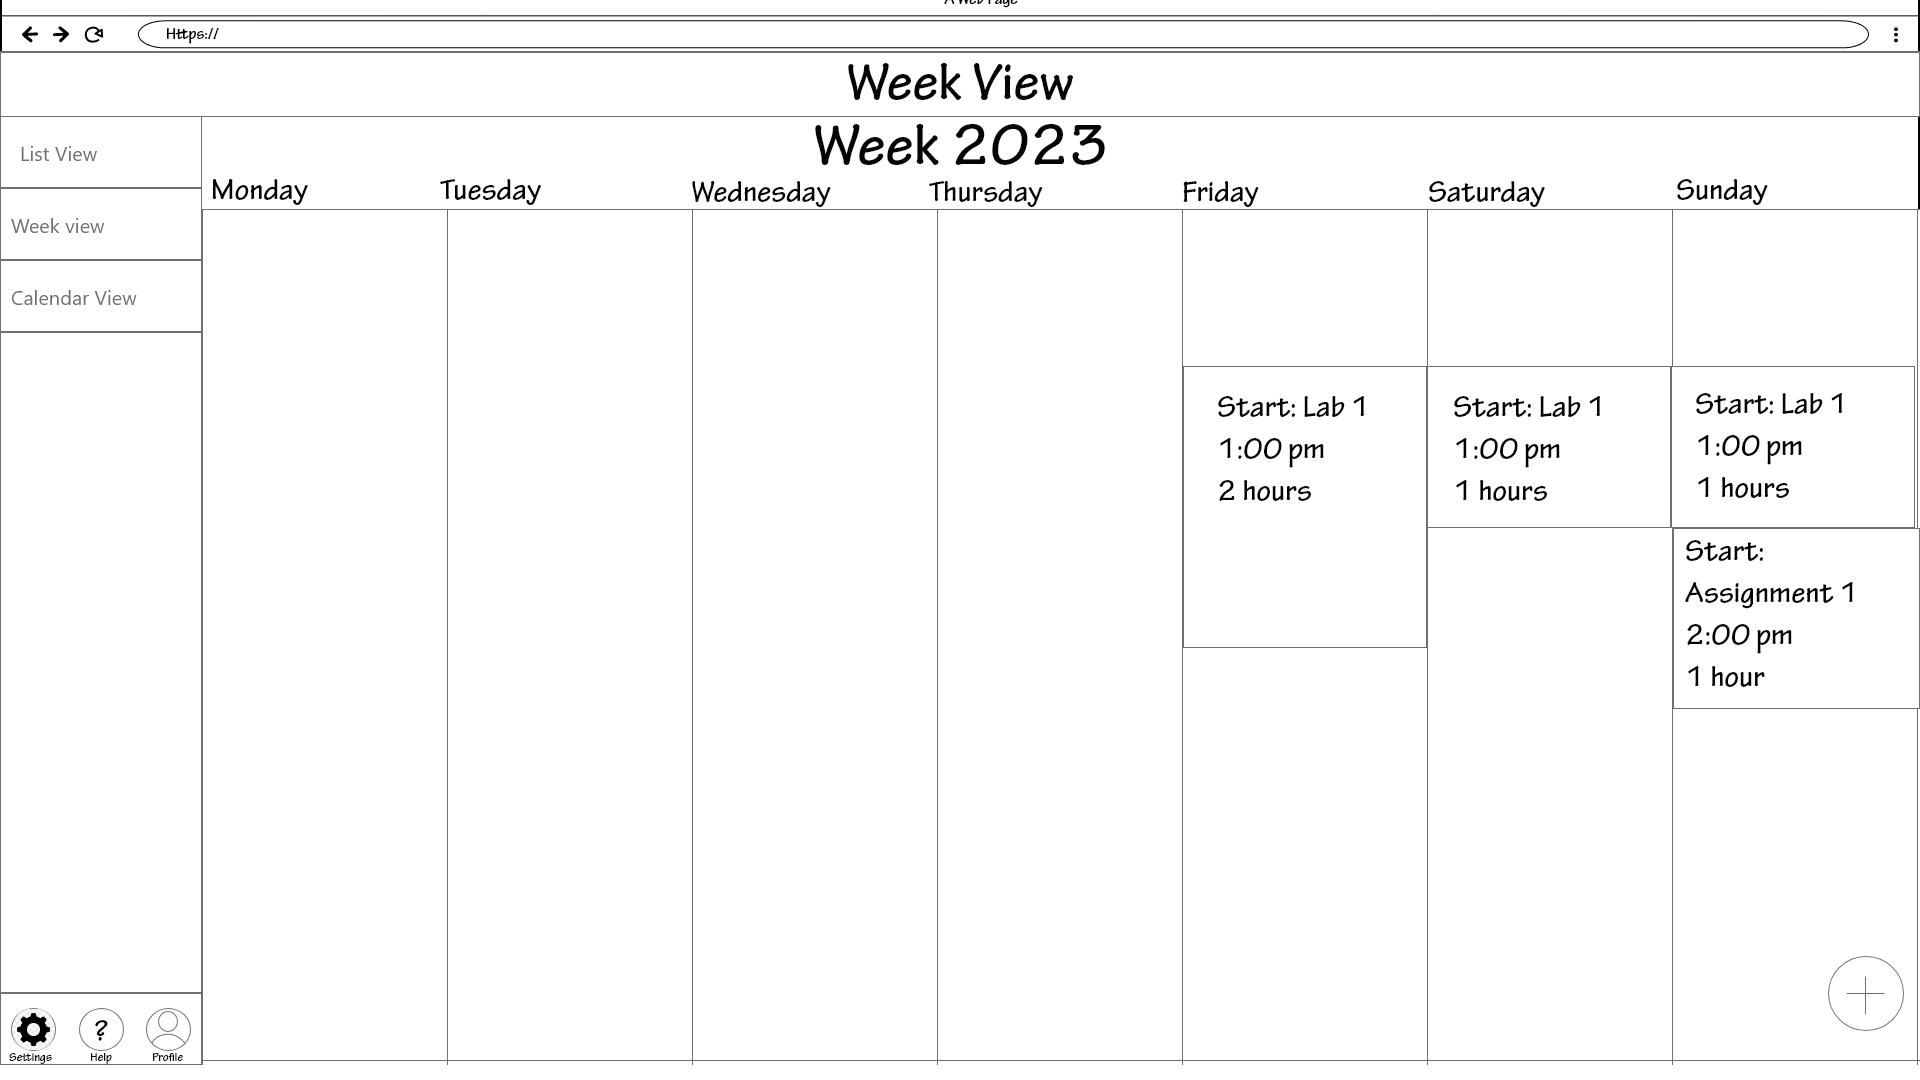 A Web Page
Https://
Week View
Week 2023
List View
Week view
Calendar View
Monday
Tuesday
Wednesday
Thursday
Friday
Saturday
Sunday
Start: Lab 1
1:00 pm
2 hours
Start: Lab 1
1:00 pm
1 hours
Start: Lab 1
1:00 pm
1 hours
Start:
Assignment 1
2:00 pm
1 hour
?
Settings
Help
Profile